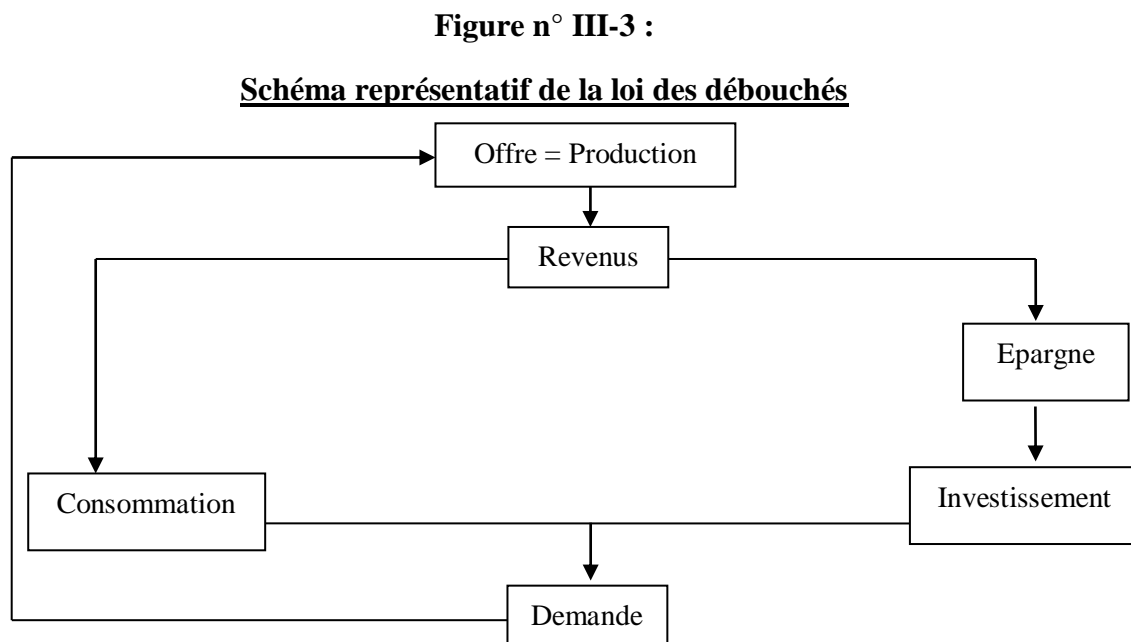 Figure n° III-3 :
Schéma représentatif de la loi des débouchés
Offre = Production
Revenus
Epargne
Consommation
Investissement
Demande